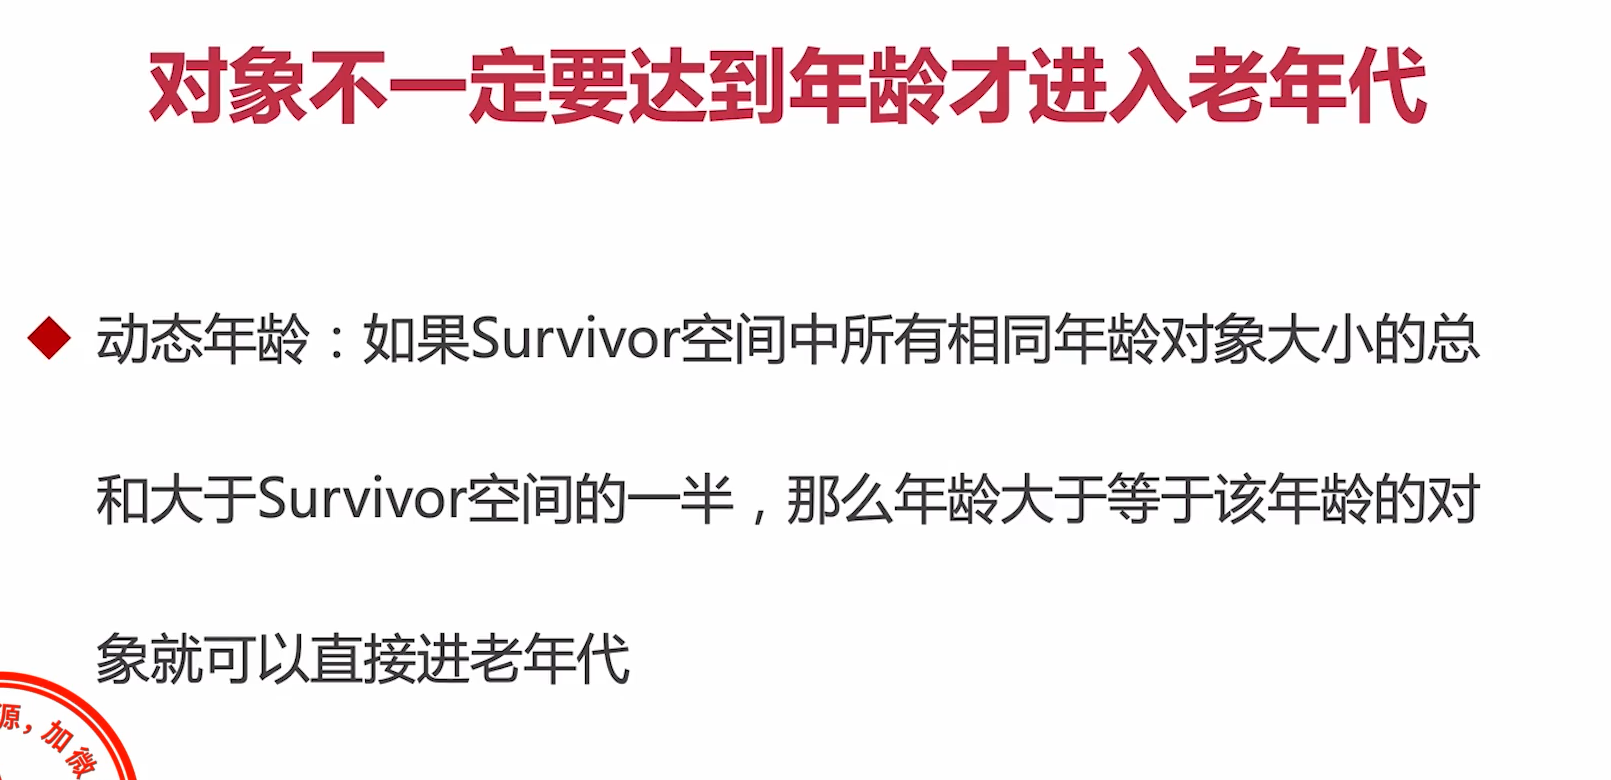 对象不一定要达到年龄才进入老年代
动态年龄：如果Survivor空间中所有相同年龄对象大小的总
和大于Survivor空间的一半，那么年龄大于等于该年龄的对
象就可以直接进老年代
源，加微